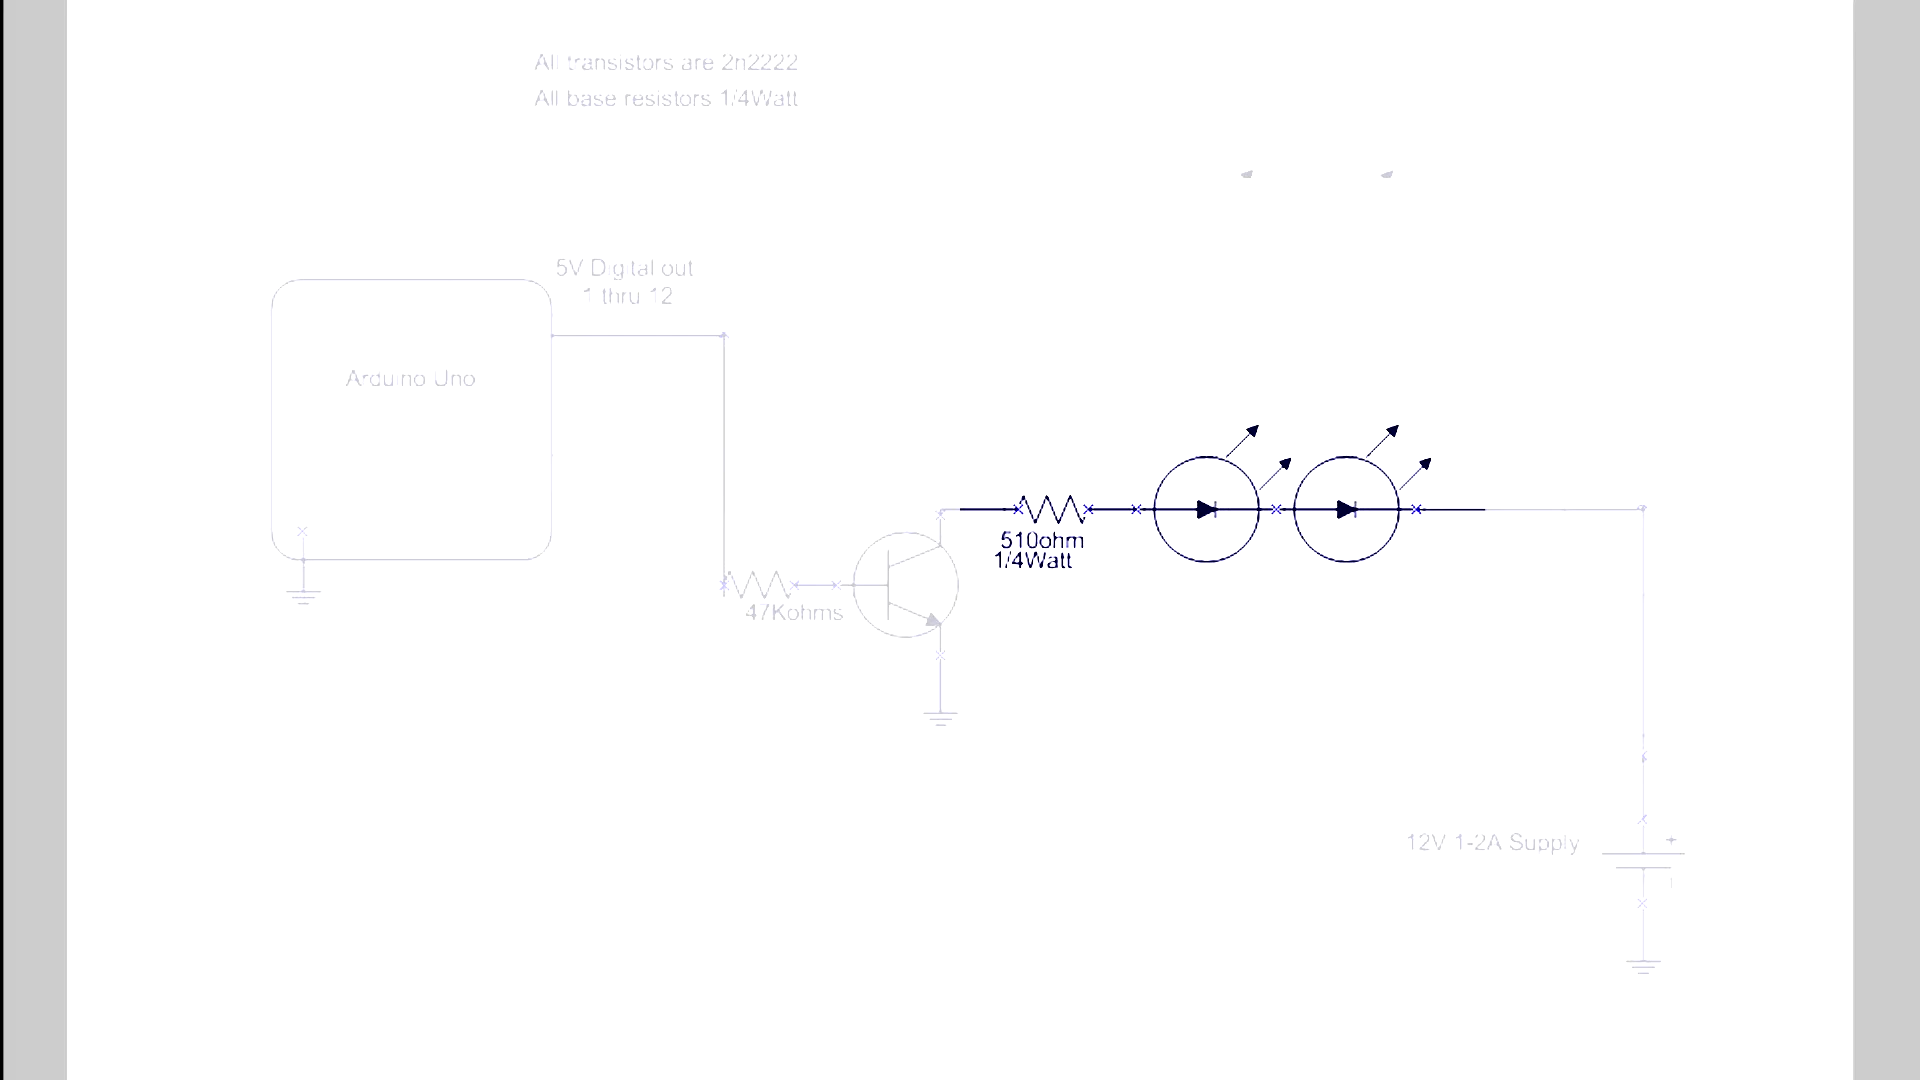 All transistors are 2n2222
All base resistors 1/4Watt
5V Digital out
1 thru 12
Arduino Uno
510ohm
1/4Watt
47Kohms
12V 1-2A Supply
+